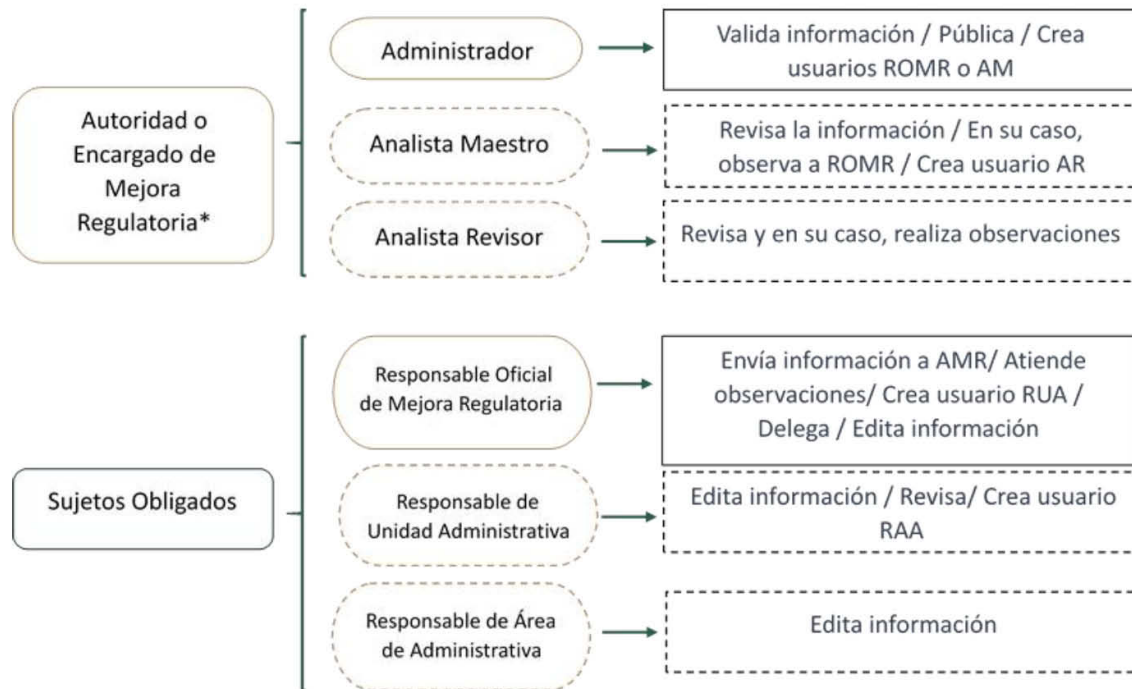 Autoridad o
Encargado de
Mejora
Regulatoria*
Administrador
Valida información / Pública / Crea
usuarios ROMR o AM
Analista Maestro
Revisa la información / En su caso,
observa a ROMR / Crea usuario AR
Analista Revisor
Revisa y en su caso, realiza observaciones
Sujetos Obligados
Responsable Oficial
de Mejora Regulatoria
Envía información a AMR/ Atiende
observaciones/ Crea usuario RUA /
Delega / Edita información
Responsable de
Unidad Administrativa
Edita información / Revisa/ Crea usuario
RAA
Responsable de Área
de Administrativa
Edita información